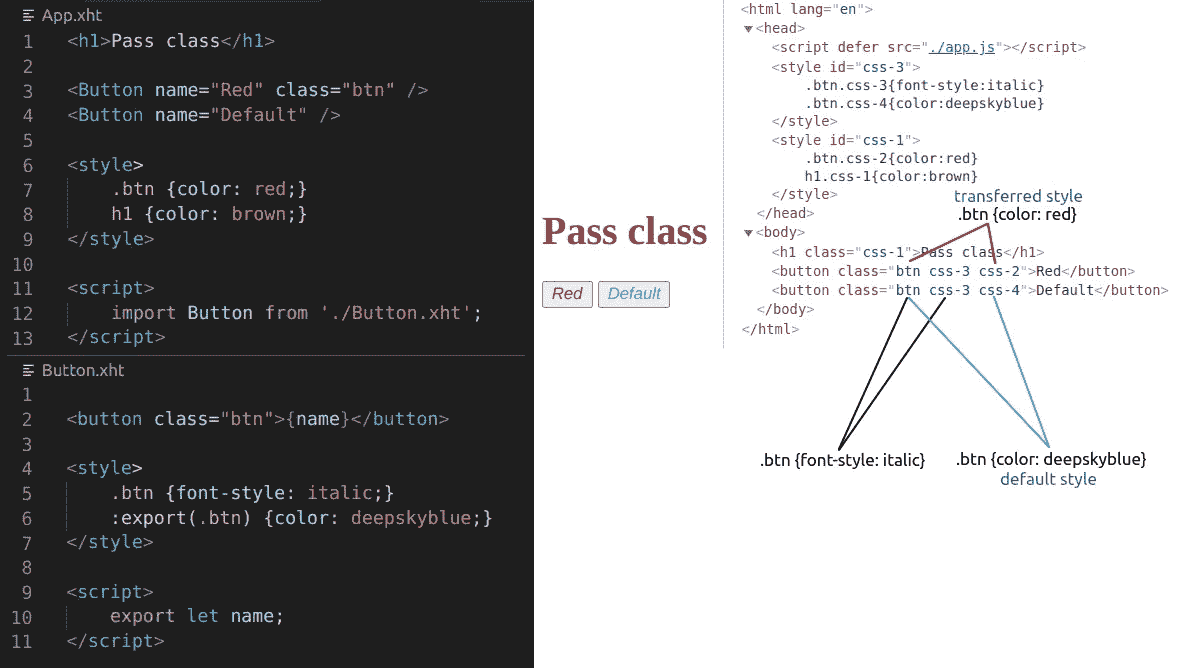 App.xht
1 <h1>Pass class</h1>
2
3 <Button name="Red" class="btn" />
4 <Button name="Default" />
5
6 <style>
7 .btn {color: red;}
8 h1 {color: brown;}
9 </style>
10
11 <script>
12 import Button from './Button.xht';
13 </script>
Button.xht
1
2 <button class="btn">{name}</button>
3
4 <style>
5 .btn {font-style: italic;}
6 :export(.btn) {color: deepskyblue;}
7 </style>
8
9 <script>
10 export let name;
11 </script>
Pass class
Red Default
<html lang="en">
▼<head>
<script defer src="./app.js"></script>
<style id="css-3">
.btn.css-3{font-style:italic}
.btn.css-4{color:deepskyblue}
</style>
<style id="css-1">
.btn.css-2{color:red}
h1.css-1{color:brown}
</style>
transferred style
</head>
.btn {color: red}
▼<body>
<h1 class="css-1">Pass class</h1>
<button class="btn css-3 css-2">Red</button>
<button class="btn css-3 css-4">Default</button>
</body>
</html>
.btn {font-style: italic}
.btn {color: deepskyblue}
default style